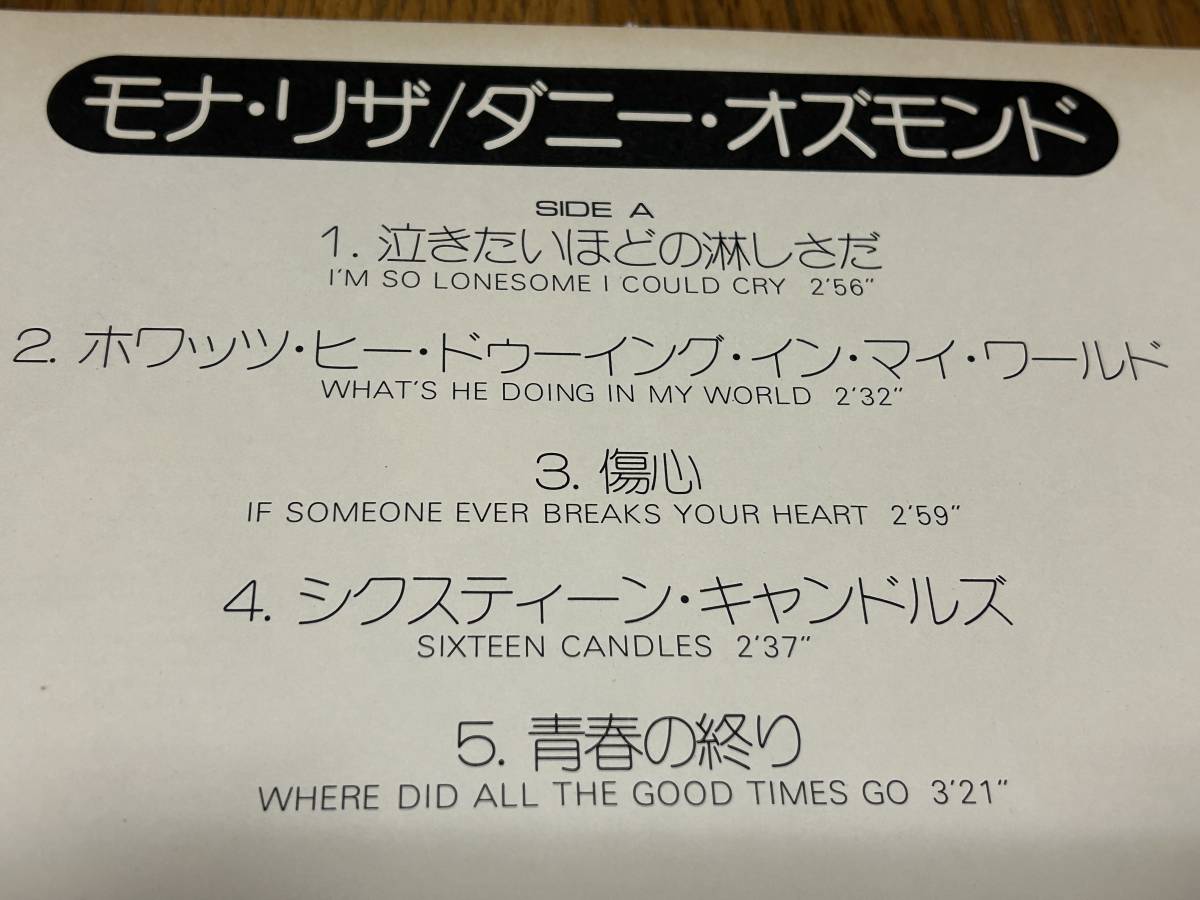 モナ・リザ/ダニー・オズモンド
SIDE A
1. 泣きたいほどの淋しさだ
I'M SO LONESOME I COULD CRY 2'56"
2. ホワッツ・ヒー・ドゥーイング・イン・マイ・ワールド
WHAT'S HE DOING IN MY WORLD 2'32"
3. 傷心
IF SOMEONE EVER BREAKS YOUR HEART 2'59"
4. シクスティーン・キャンドルズ
SIXTEEN CANDLES 2'37"
5. 青春の終り
WHERE DID ALL THE GOOD TIMES GO 3'21"